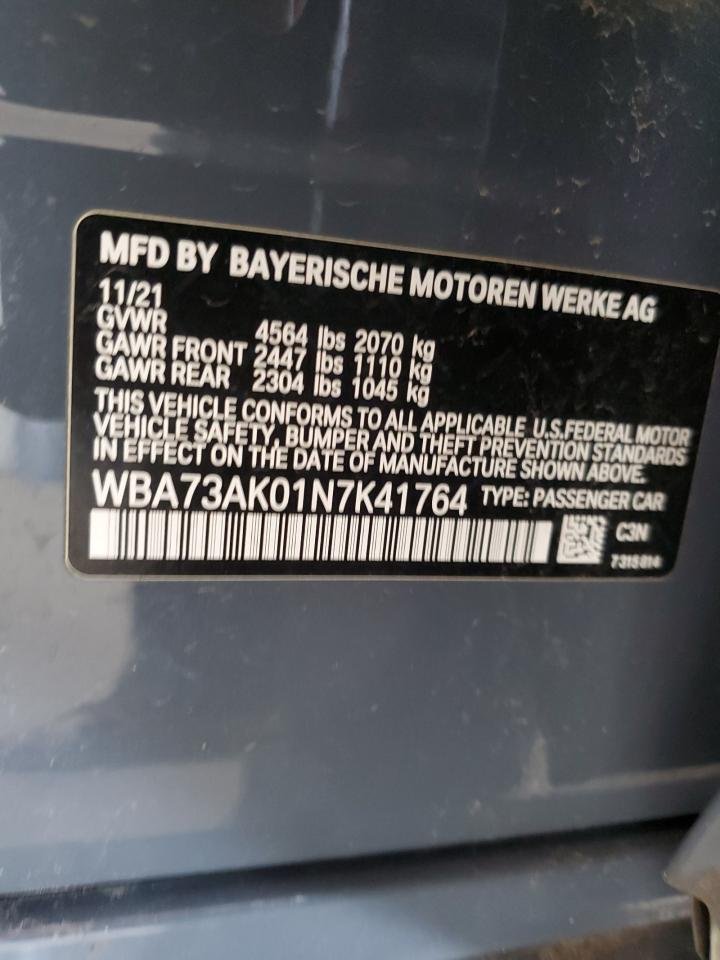 MFD BY BAYERISCHE MOTOREN WERKE AG
11/21
GVWR 4564 lbs 2070 kg
GAWR FRONT 2447 lbs 1110 kg
GAWR REAR 2304 lbs 1045 kg
THIS VEHICLE CONFORMS TO ALL APPLICABLE U.S.FEDERAL MOTOR
VEHICLE SAFETY, BUMPER AND THEFT PREVENTION STANDARDS
IN EFFECT ON THE DATE OF MANUFACTURE SHOWN ABOVE.
WBA73AK01N7K41764 TYPE: PASSENGER CAR
C3N
7315814